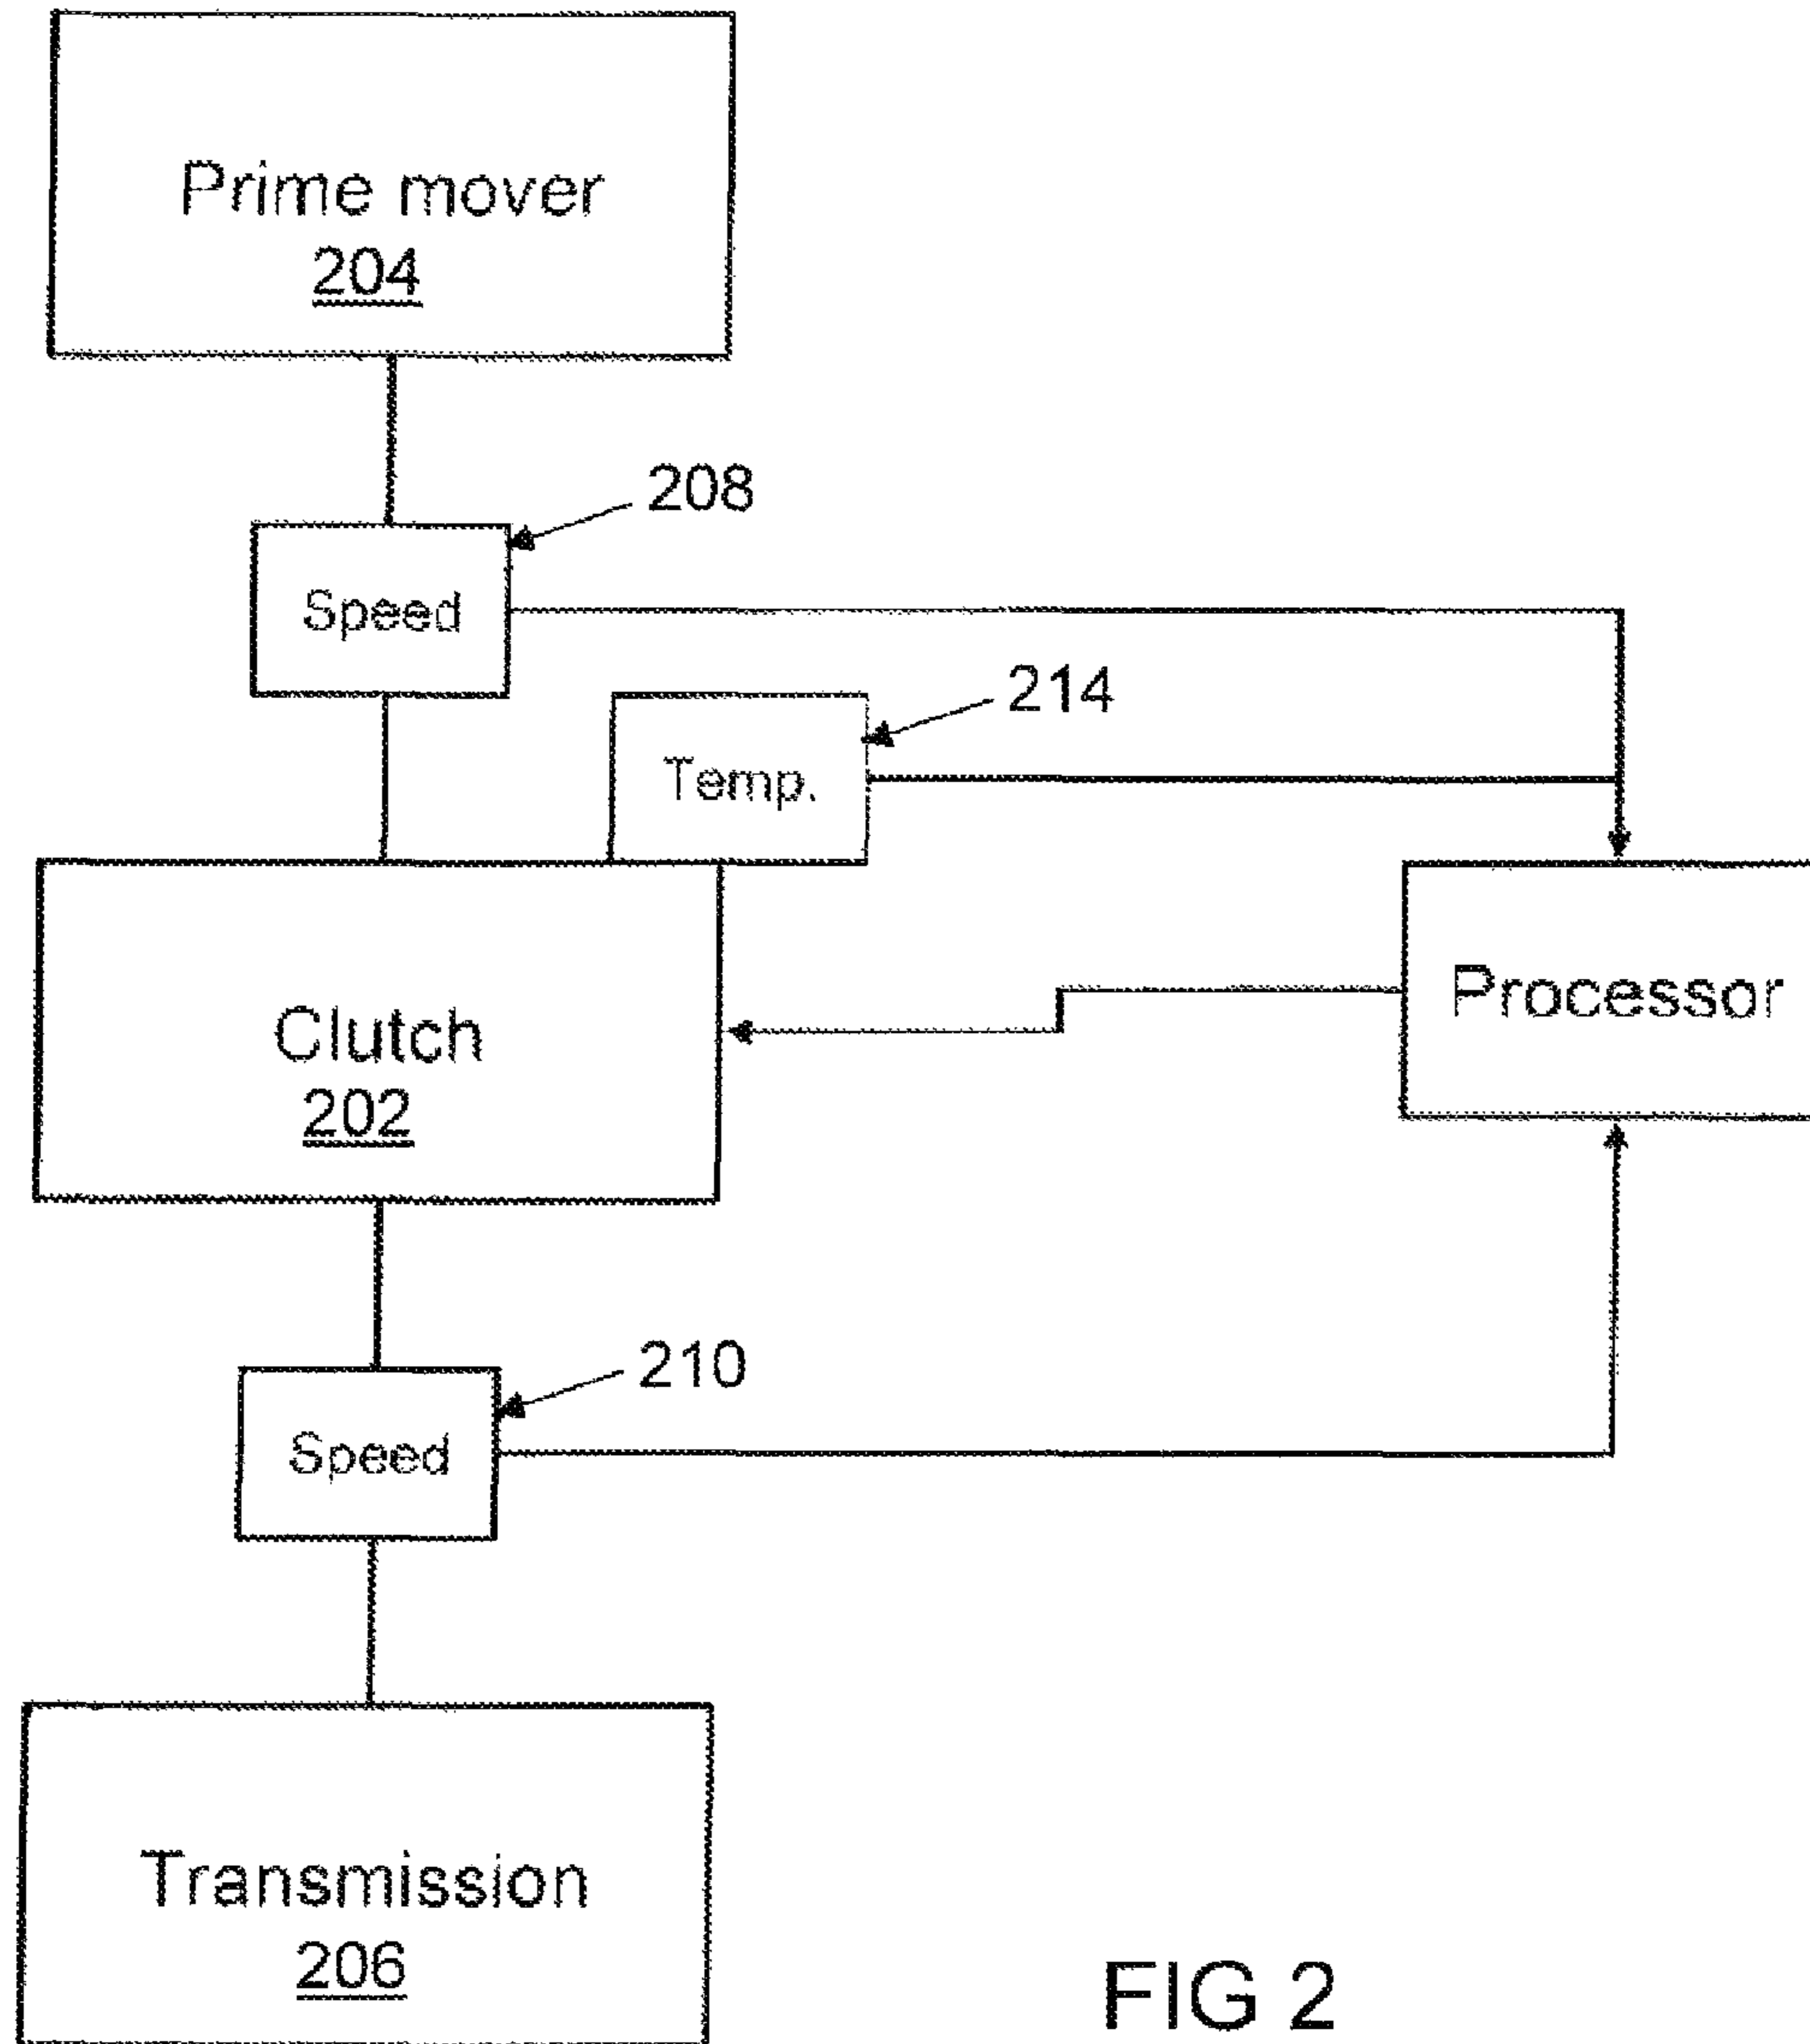 Prime mover
204
208
Speed
214
Temp.
Clutch
202
Processor
210
Speed
Transmission
206
FIG 2